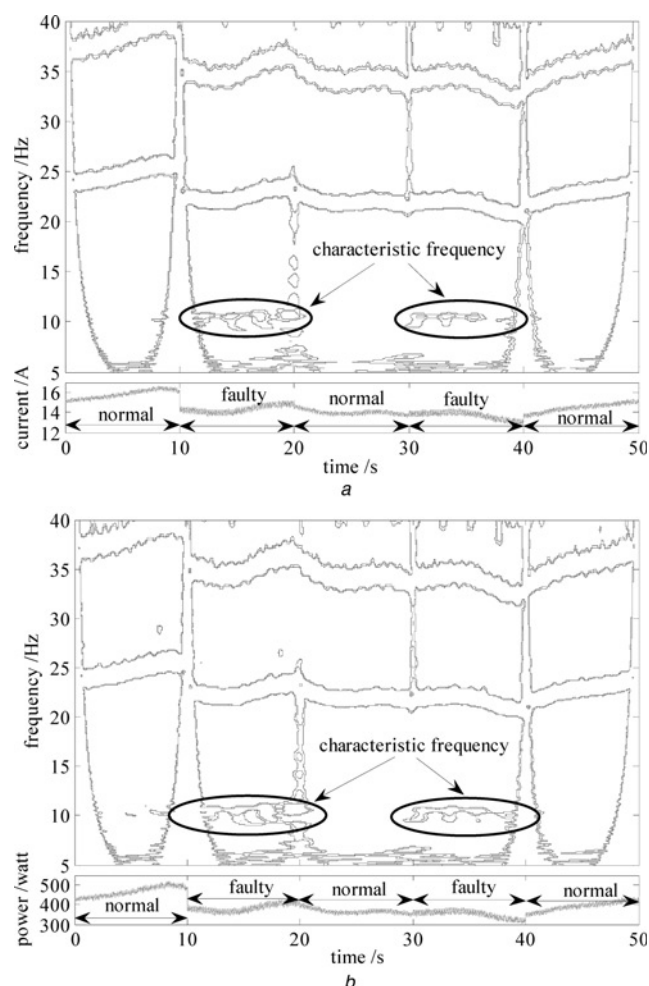 40
35
30
25
20
15
10
5
frequency /Hz
characteristic frequency
16
14
12
current /A
normal
faulty
normal
faulty
normal
0 10 20 30 40 50
time /s
a
40
35
30
25
20
15
10
5
frequency /Hz
characteristic frequency
500
400
300
power /watt
normal
faulty
normal
faulty
normal
0 10 20 30 40 50
time /s
b